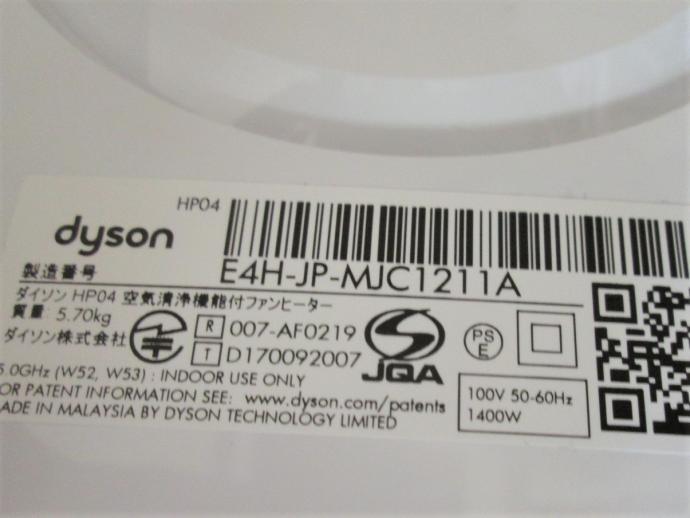 HP04
dyson
製造番号 E4H-JP-MJC1211A
ダイソン HP04 空気清浄機能付ファンヒーター
質量: 5.70kg
ダイソン株式会社
R 007-AF0219
T D170092007
JQA
PS
E
5.0GHz (W52, W53) : INDOOR USE ONLY
OR PATENT INFORMATION SEE: www.dyson.com/patents
ADE IN MALAYSIA BY DYSON TECHNOLOGY LIMITED
100V 50-60Hz
1400W